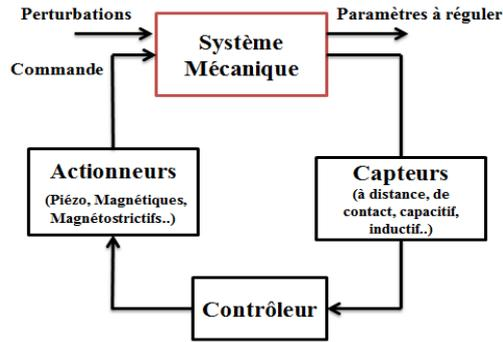 Perturbations
Paramètres à réguler
Système
Mécanique
Commande
Actionneurs
(Piézo, Magnétiques,
Magnétostrictifs..)
Capteurs
(à distance, de
contact, capacitif,
inductif..)
Contrôleur